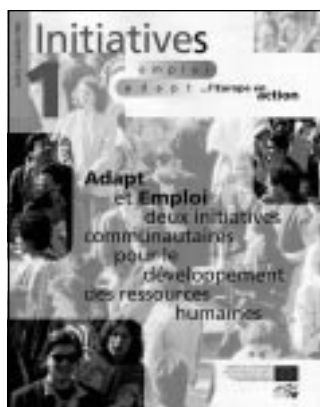 Initiatives
1
emploi
adapt ...l'Europe en
action
Adapt
et Emploi
deux initiatives
communautaires
pour le
développement
des ressources
humaines